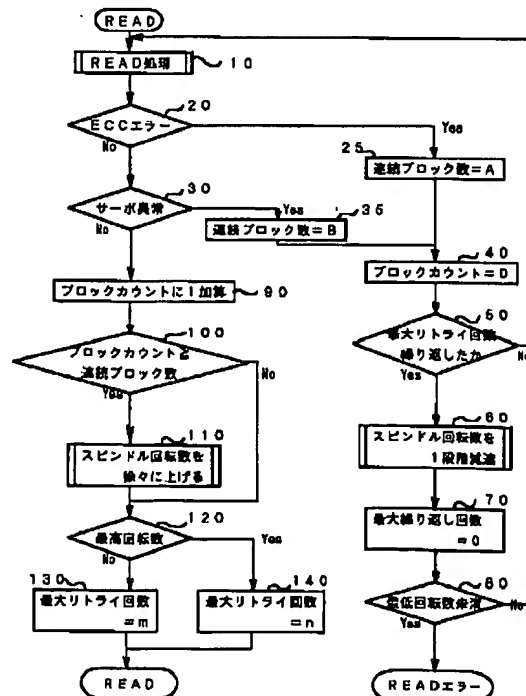 READ
READ処理
10
20
ECCエラー
Yes
No
25
連続ブロック数=A
30
サーボ異常
Yes
35
No
連続ブロック数=B
40
ブロックカウント=0
ブロックカウントに1加算
90
50
最大リトライ回数
繰り返したか
No
Yes
100
ブロックカウント≧
連続ブロック数
No
Yes
60
スピンドル回転数を
1段階減速
110
スピンドル回転数を
徐々に上げる
70
最大繰り返し回数
=0
120
最高回転数
Yes
No
130
最大リトライ回数
=m
140
最大リトライ回数
=n
80
最低回転数未満
No
Yes
READ
READエラー